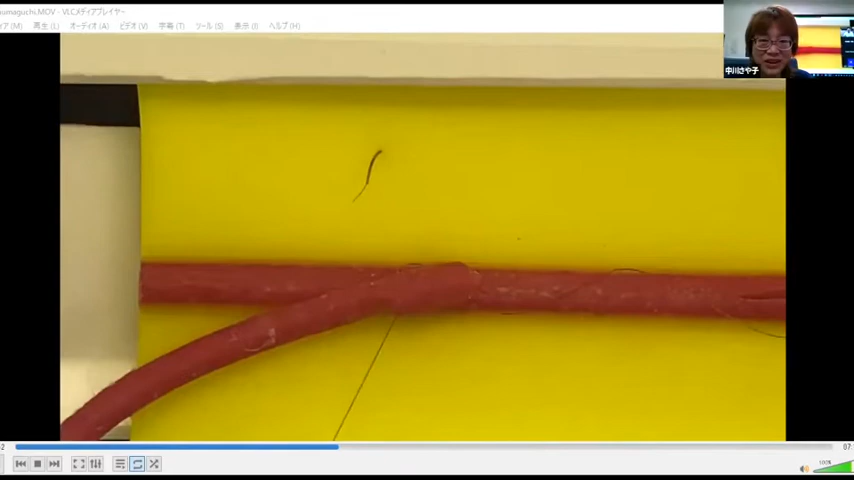 umaguchi.MOV - VLCメディアプレイヤー
ィア(M) 再生(L) オーディオ(A) ビデオ(V) 字幕(T) ツール(S) 表示(I) ヘルプ(H)
中川さや子
2
07:
100%